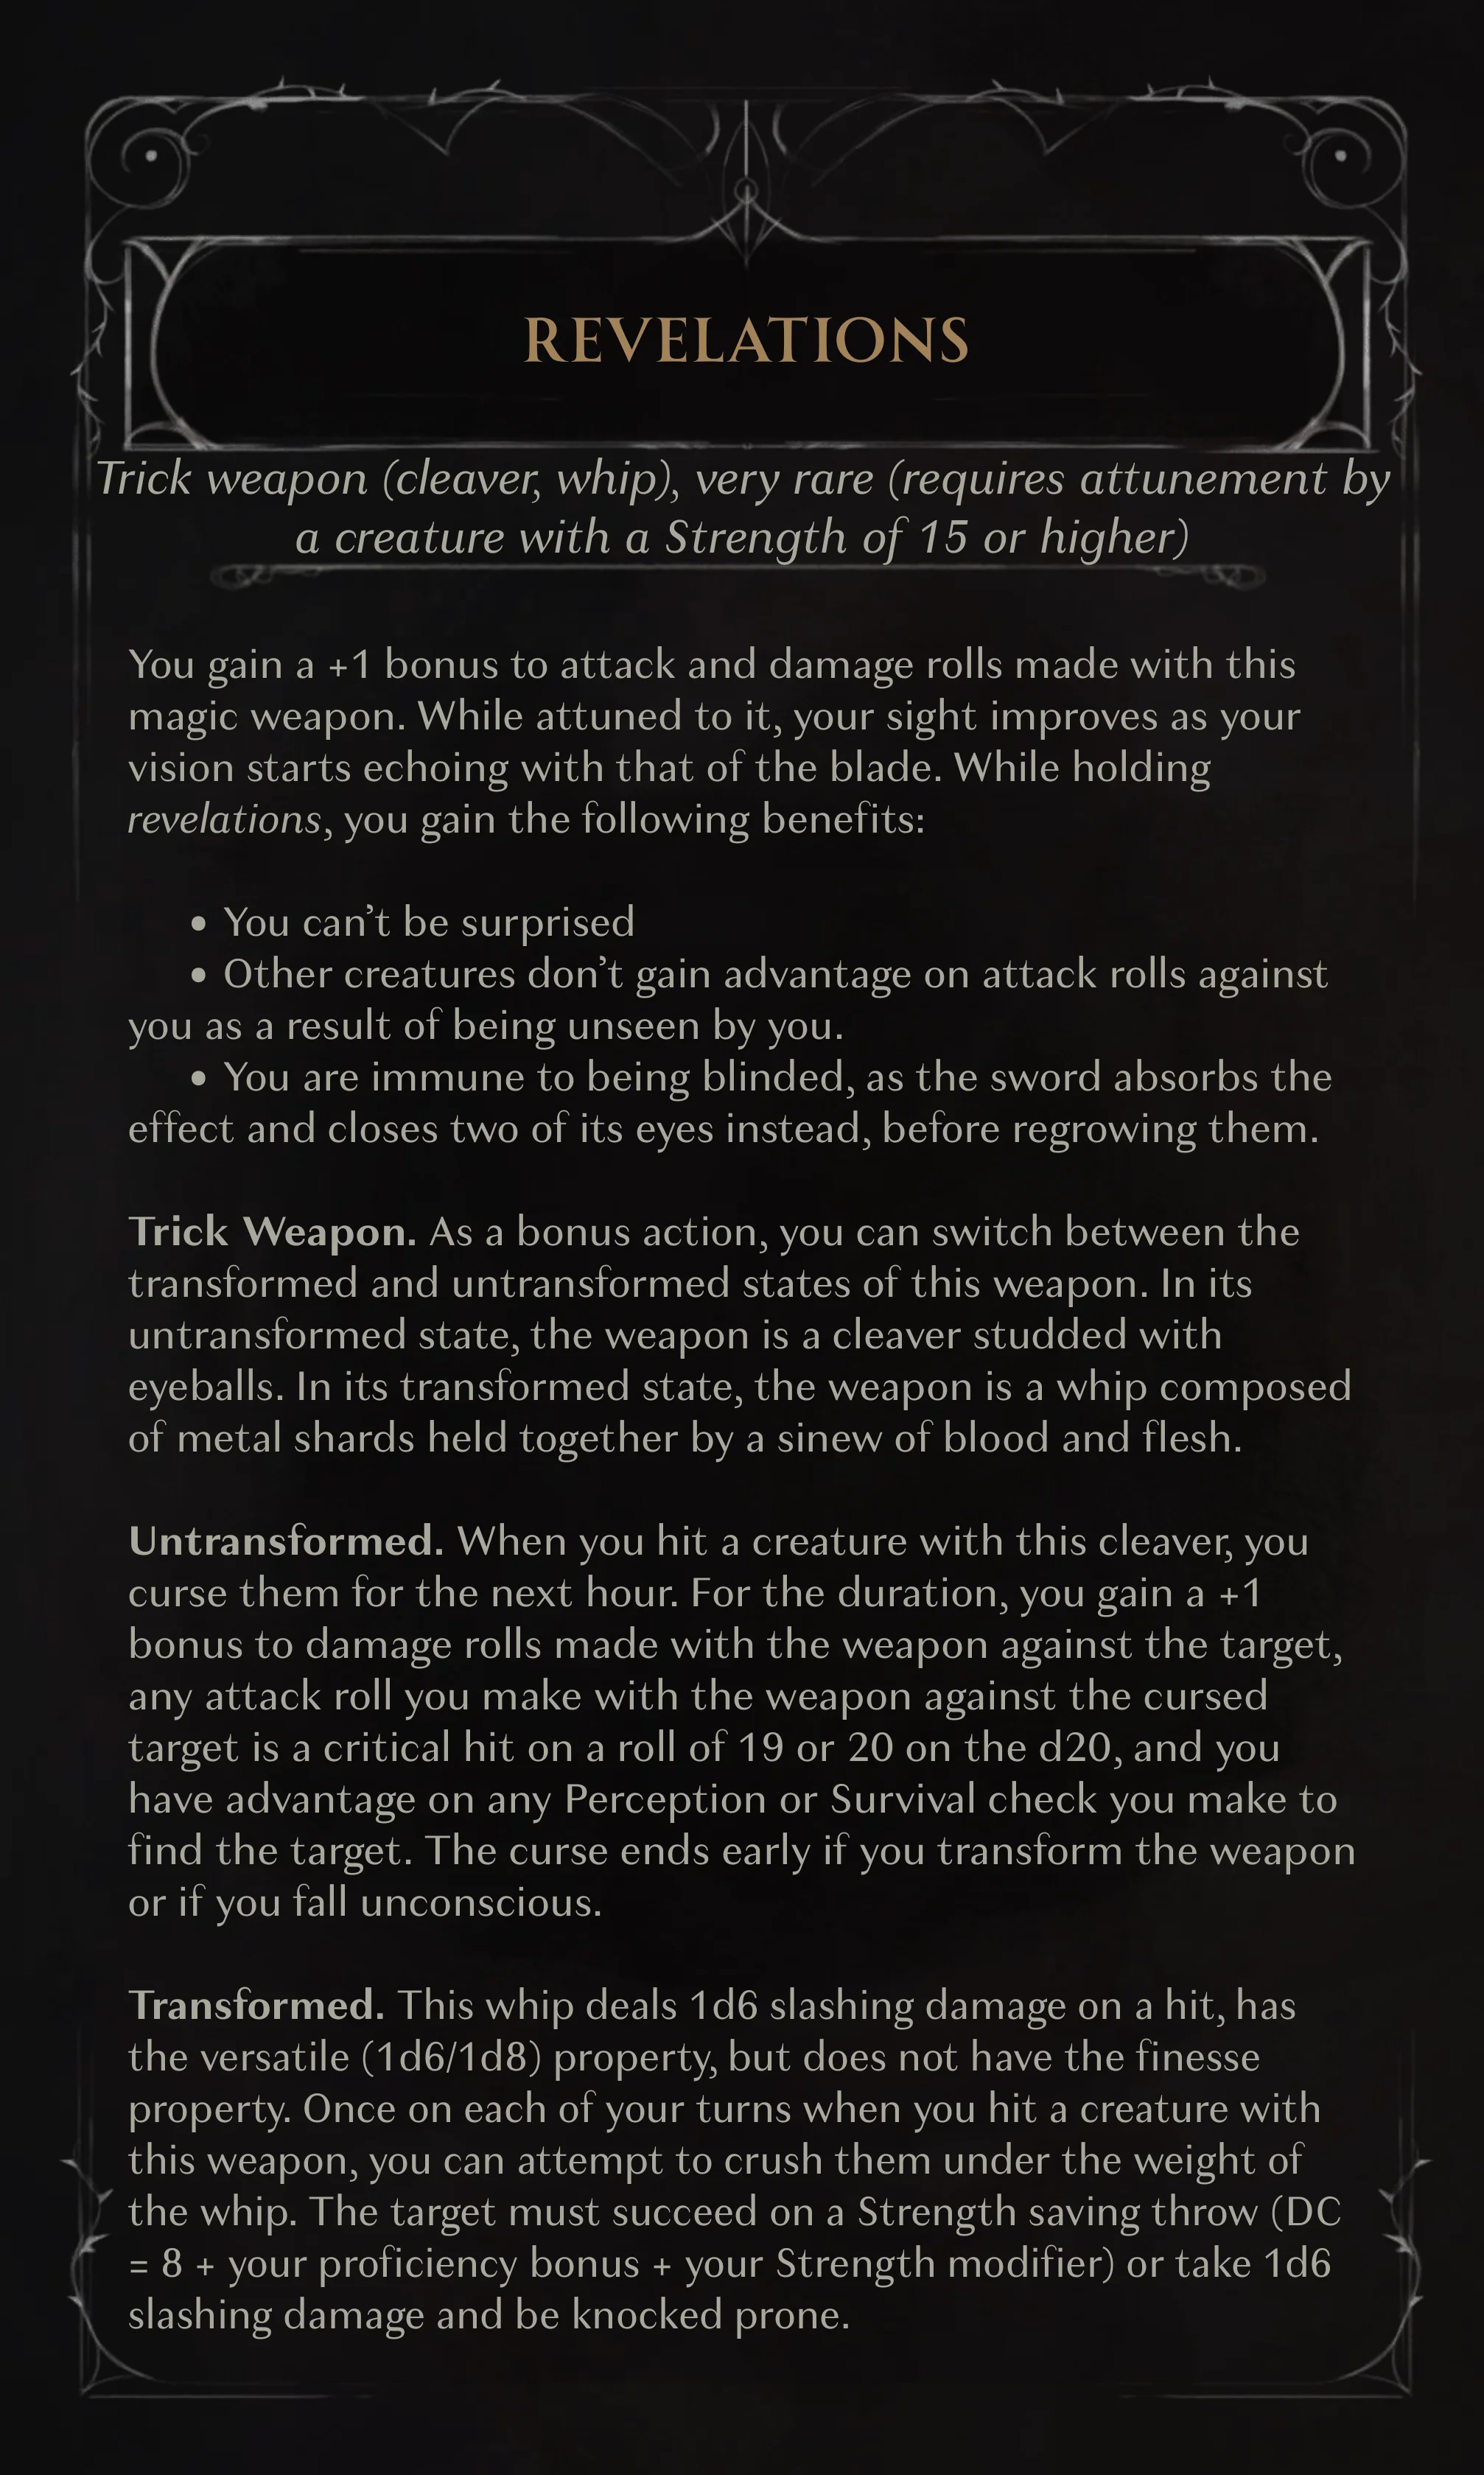 REVELATIONS
Trick weapon (cleaver, whip), very rare (requires attunement by
a creature with a Strength of 15 or higher)
You gain a +1 bonus to attack and damage rolls made with this
magic weapon. While attuned to it, your sight improves as your
vision starts echoing with that of the blade. While holding
revelations, you gain the following benefits:
• You can’t be surprised
• Other creatures don’t gain advantage on attack rolls against
you as a result of being unseen by you.
• You are immune to being blinded, as the sword absorbs the
effect and closes two of its eyes instead, before regrowing them.
Trick Weapon. As a bonus action, you can switch between the
transformed and untransformed states of this weapon. In its
untransformed state, the weapon is a cleaver studded with
eyeballs. In its transformed state, the weapon is a whip composed
of metal shards held together by a sinew of blood and flesh.
Untransformed. When you hit a creature with this cleaver, you
curse them for the next hour. For the duration, you gain a +1
bonus to damage rolls made with the weapon against the target,
any attack roll you make with the weapon against the cursed
target is a critical hit on a roll of 19 or 20 on the d20, and you
have advantage on any Perception or Survival check you make to
find the target. The curse ends early if you transform the weapon
or if you fall unconscious.
Transformed. This whip deals 1d6 slashing damage on a hit, has
the versatile (1d6/1d8) property, but does not have the finesse
property. Once on each of your turns when you hit a creature with
this weapon, you can attempt to crush them under the weight of
the whip. The target must succeed on a Strength saving throw (DC
= 8 + your proficiency bonus + your Strength modifier) or take 1d6
slashing damage and be knocked prone.